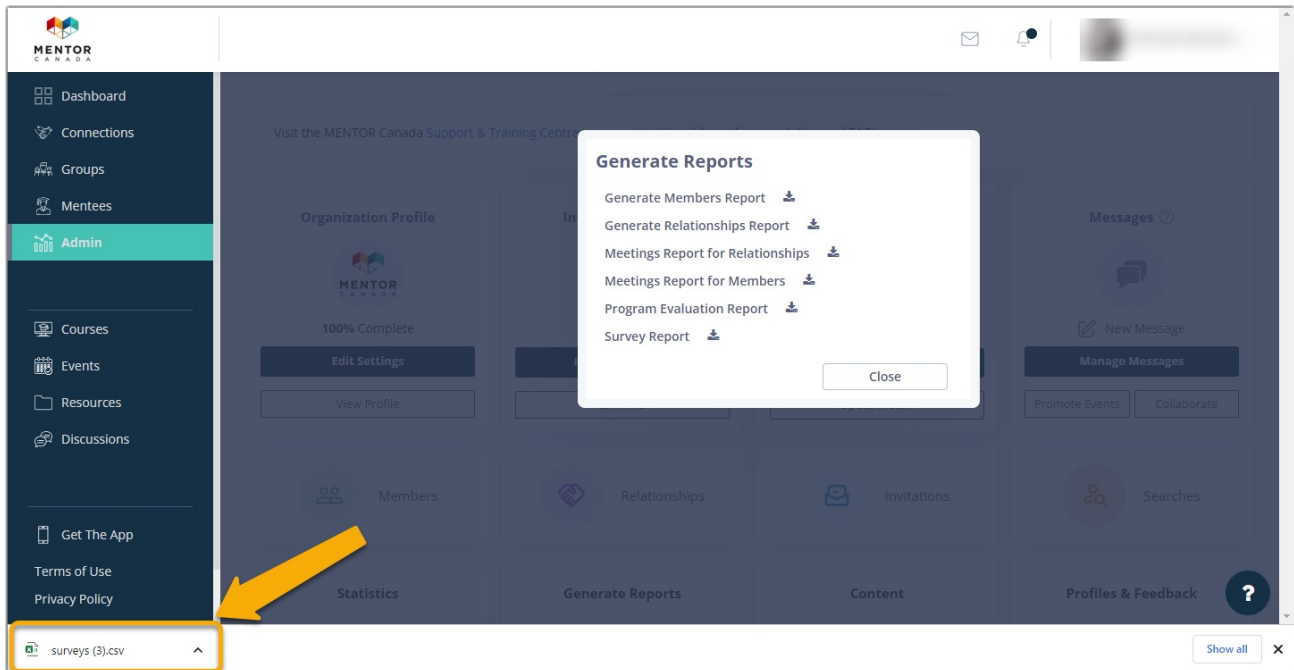 MENTOR
CANADA
Dashboard
Connections
Groups
Mentees
Admin
Courses
Events
Resources
Discussions
Get The App
Terms of Use
Privacy Policy
Visit the MENTOR Canada Support & Training Centre
Generate Reports
Generate Members Report
Generate Relationships Report
Meetings Report for Relationships
Meetings Report for Members
Program Evaluation Report
Survey Report
Close
Organization Profile
MENTOR
CANADA
100% Complete
Edit Settings
View Profile
Messages ?
New Message
Manage Messages
Promote Events Collaborate
Members Relationships Invitations Searches
Statistics Generate Reports Content Profiles & Feedback
?
surveys (3).csv
Show all